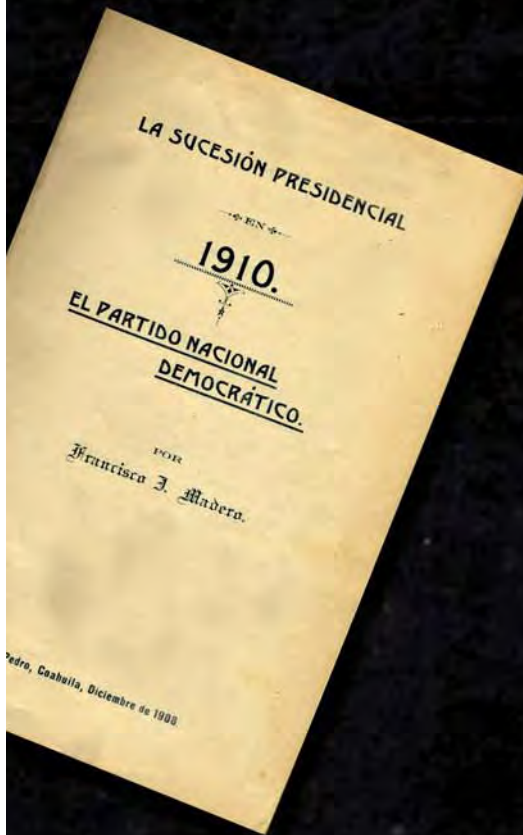 LA SUCESIÓN PRESIDENCIAL
EN
1910.
EL PARTIDO NACIONAL
DEMOCRÁTICO.
POR
Francisco I. Madero.
Pedro, Coahuila, Diciembre de 1908